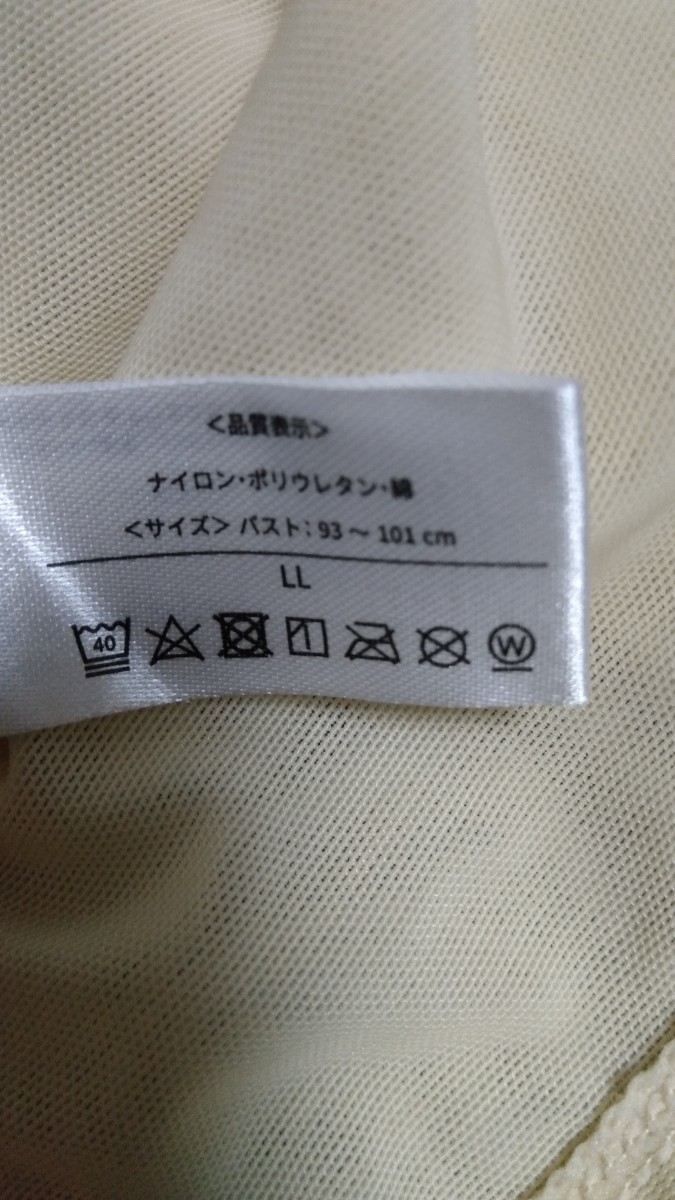 <品質表示>
ナイロン・ポリウレタン・綿
<サイズ> バスト：93～101 cm
LL
40 W